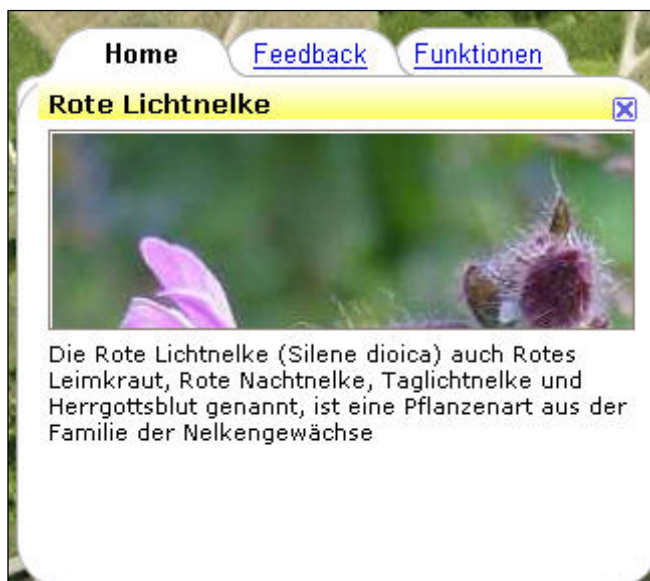 Home Feedback Funktionen
Rote Lichtnelke
Die Rote Lichtnelke (Silene dioica) auch Rotes
Leimkraut, Rote Nachtnelke, Taglichtnelke und
Herrgottsblut genannt, ist eine Pflanzenart aus der
Familie der Nelkengewächse